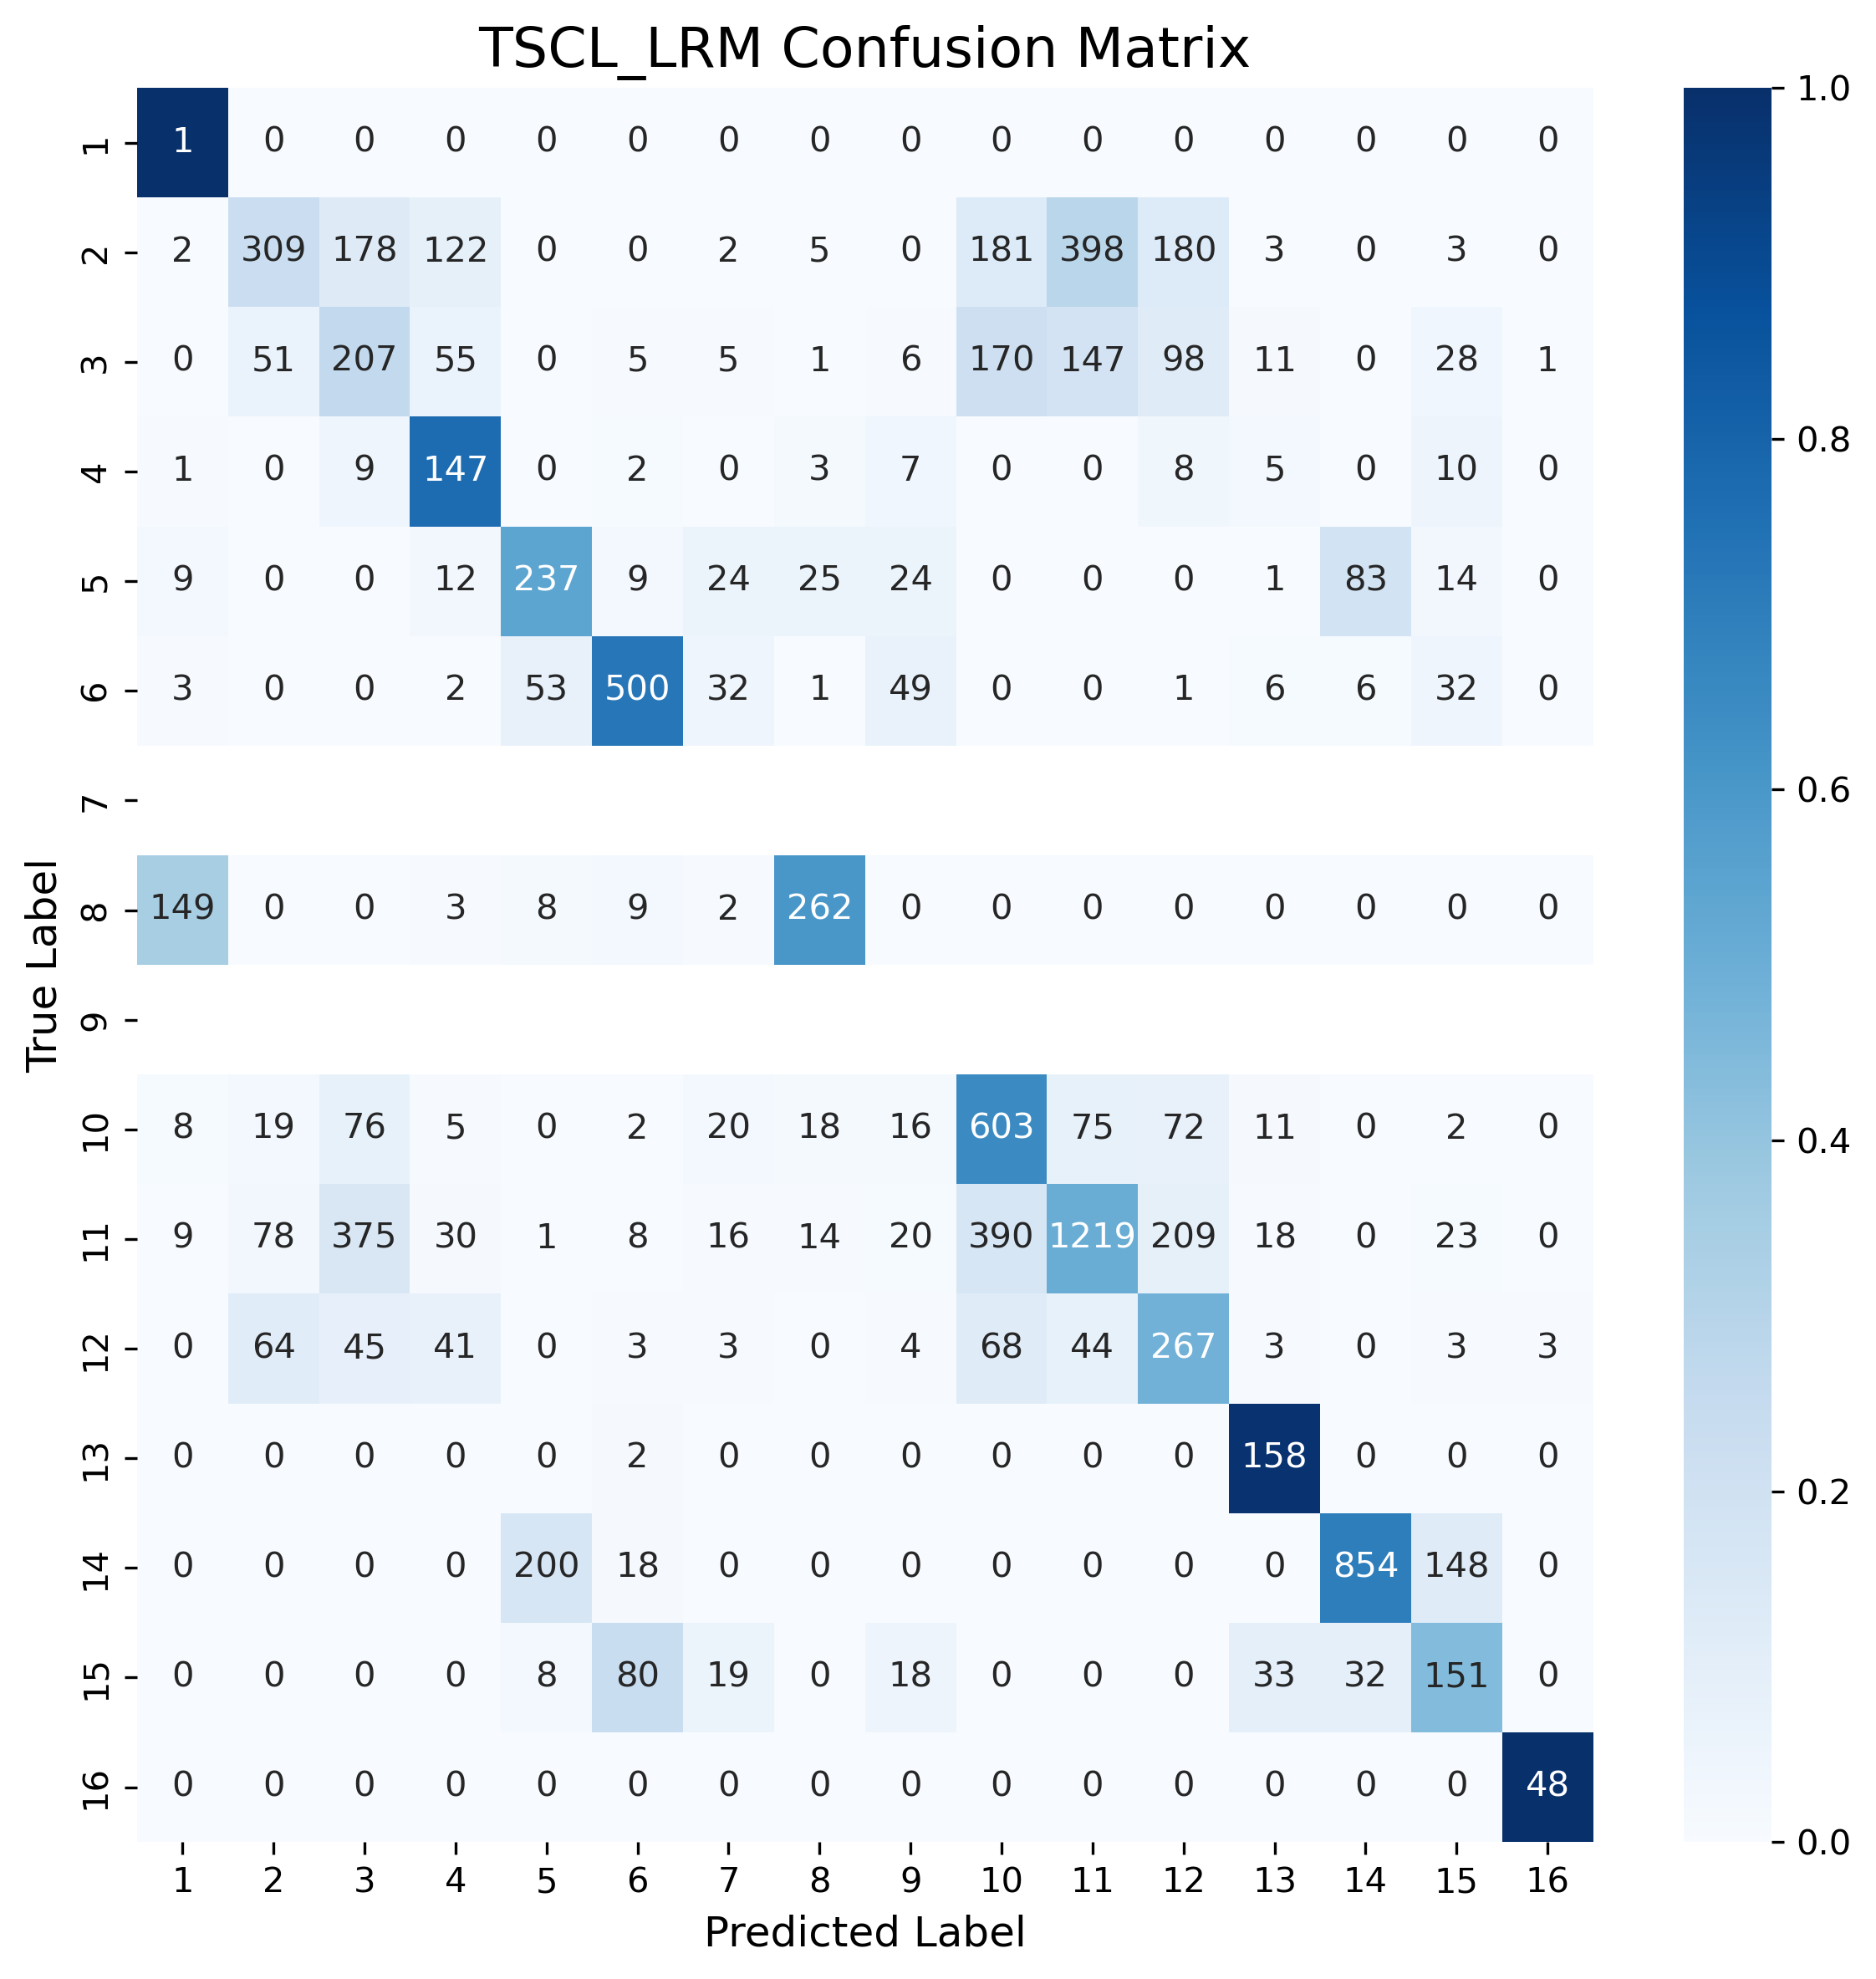 TSCL_LRM Confusion Matrix
1 1 0 0 0 0 0 0 0 0 0 0 0 0 0 0 0
2 2 309 178 122 0 0 2 5 0 181 398 180 3 0 3 0
3 0 51 207 55 0 5 5 1 6 170 147 98 11 0 28 1
4 1 0 9 147 0 2 0 3 7 0 0 8 5 0 10 0
5 9 0 0 12 237 9 24 25 24 0 0 0 1 83 14 0
6 3 0 0 2 53 500 32 1 49 0 0 1 6 6 32 0
7
8 149 0 0 3 8 9 2 262 0 0 0 0 0 0 0 0
9
10 8 19 76 5 0 2 20 18 16 603 75 72 11 0 2 0
11 9 78 375 30 1 8 16 14 20 390 1219 209 18 0 23 0
12 0 64 45 41 0 3 3 0 4 68 44 267 3 0 3 3
13 0 0 0 0 0 2 0 0 0 0 0 0 158 0 0 0
14 0 0 0 0 200 18 0 0 0 0 0 0 0 854 148 0
15 0 0 0 0 8 80 19 0 18 0 0 0 33 32 151 0
16 0 0 0 0 0 0 0 0 0 0 0 0 0 0 0 48
1 2 3 4 5 6 7 8 9 10 11 12 13 14 15 16
Predicted Label
True Label
1.0
0.8
0.6
0.4
0.2
0.0